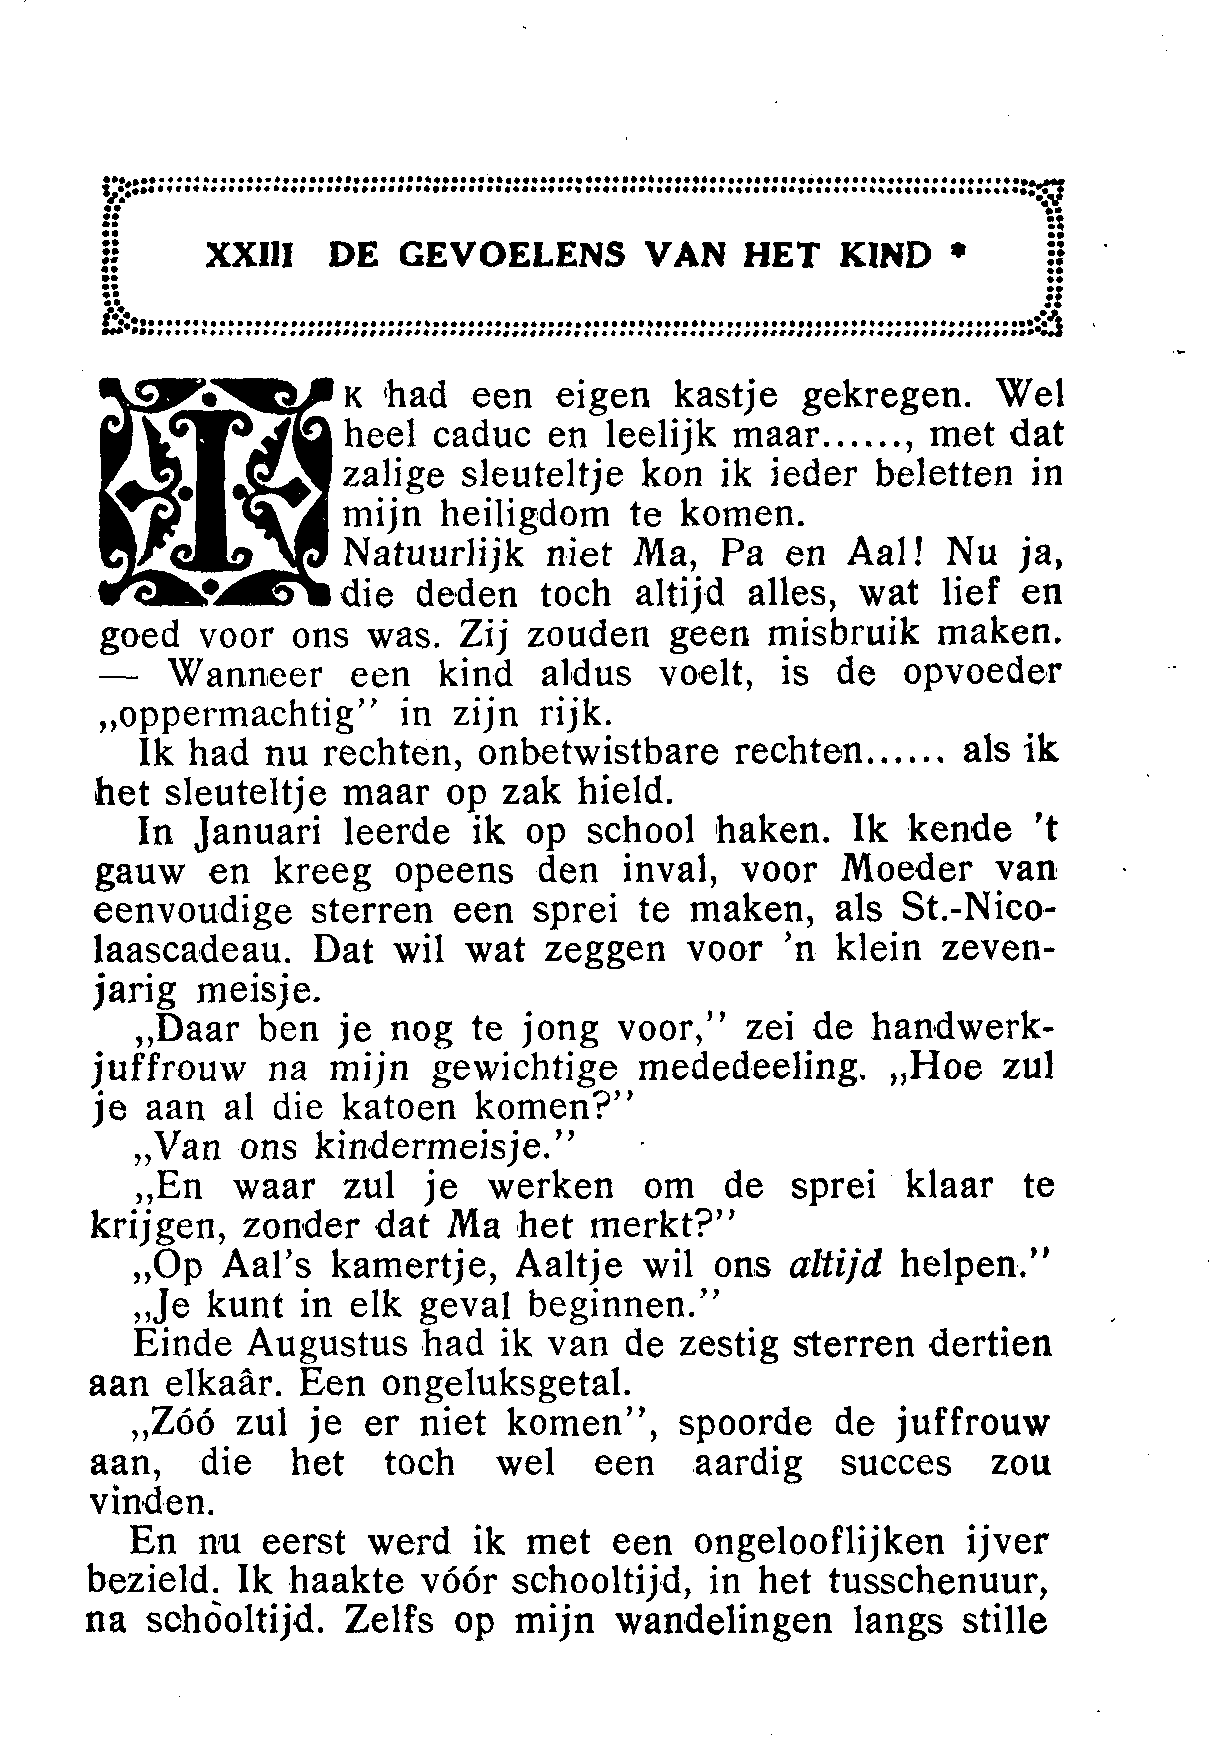 XXIII DE GEVOELENS VAN HET KIND *
IK had een eigen kastje gekregen. Wel
heel caduc en leelijk maar......, met dat
zalige sleuteltje kon ik ieder beletten in
mijn heiligdom te komen.
Natuurlijk niet Ma, Pa en Aal! Nu ja,
die deden toch altijd alles, wat lief en
goed voor ons was. Zij zouden geen misbruik maken.
— Wanneer een kind aldus voelt, is de opvoeder
„oppermachtig” in zijn rijk.
Ik had nu rechten, onbetwistbare rechten...... als ik
het sleuteltje maar op zak hield.
In Januari leerde ik op school haken. Ik kende 't
gauw en kreeg opeens den inval, voor Moeder van
eenvoudige sterren een sprei te maken, als St.-Nico-
laascadeau. Dat wil wat zeggen voor 'n klein zeven-
jarig meisje.
„Daar ben je nog te jong voor,” zei de handwerk-
juffrouw na mijn gewichtige mededeeling. „Hoe zul
je aan al die katoen komen?”
„Van ons kindermeisje.”
„En waar zul je werken om de sprei klaar te
krijgen, zonder dat Ma het merkt?”
„Op Aal's kamertje, Aaltje wil ons altijd helpen.”
„Je kunt in elk geval beginnen.”
Einde Augustus had ik van de zestig sterren dertien
aan elkaâr. Een ongeluksgetal.
„Zóó zul je er niet komen”, spoorde de juffrouw
aan, die het toch wel een aardig succes zou
vinden.
En nu eerst werd ik met een ongelooflijken ijver
bezield. Ik haakte vóór schooltijd, in het tusschenuur,
na schooltijd. Zelfs op mijn wandelingen langs stille